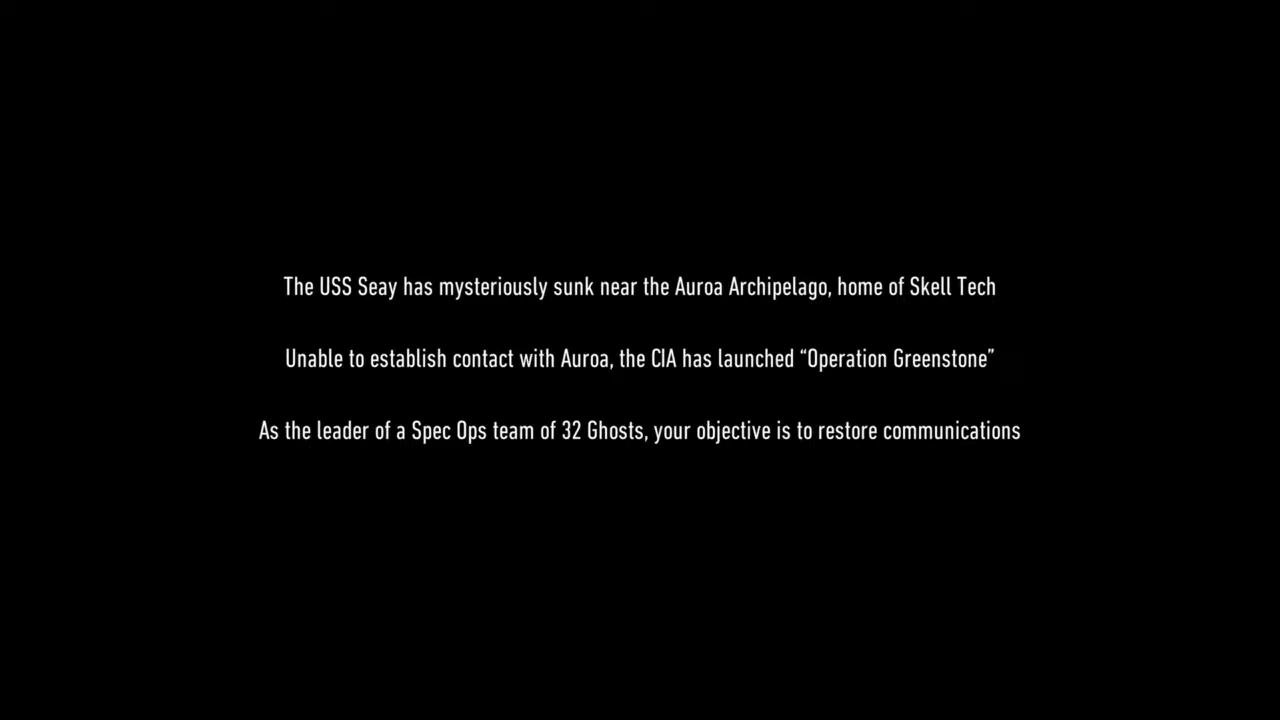 The USS Seay has mysteriously sunk near the Auroa Archipelago, home of Skell Tech
Unable to establish contact with Auroa, the CIA has launched “Operation Greenstone”
As the leader of a Spec Ops team of 32 Ghosts, your objective is to restore communications